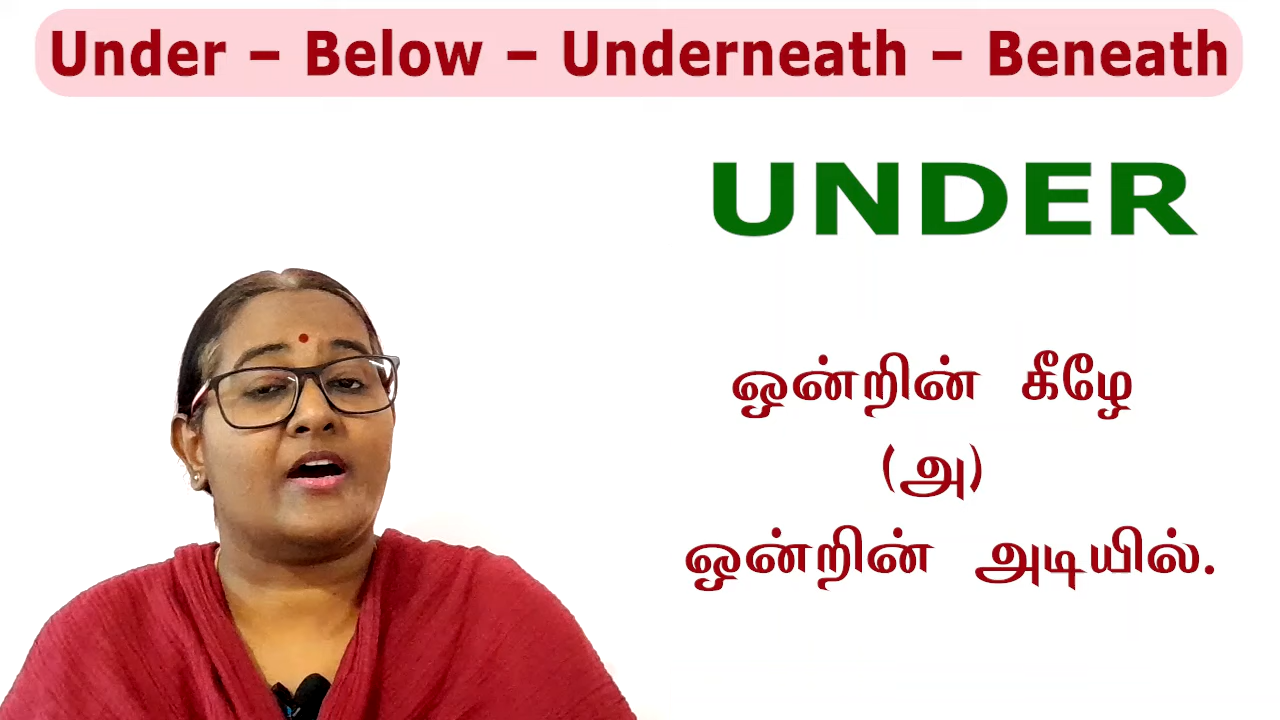 Under – Below – Underneath – Beneath
UNDER
ஒன்றின் கீழே
(அ)
ஒன்றின் அடியில்.